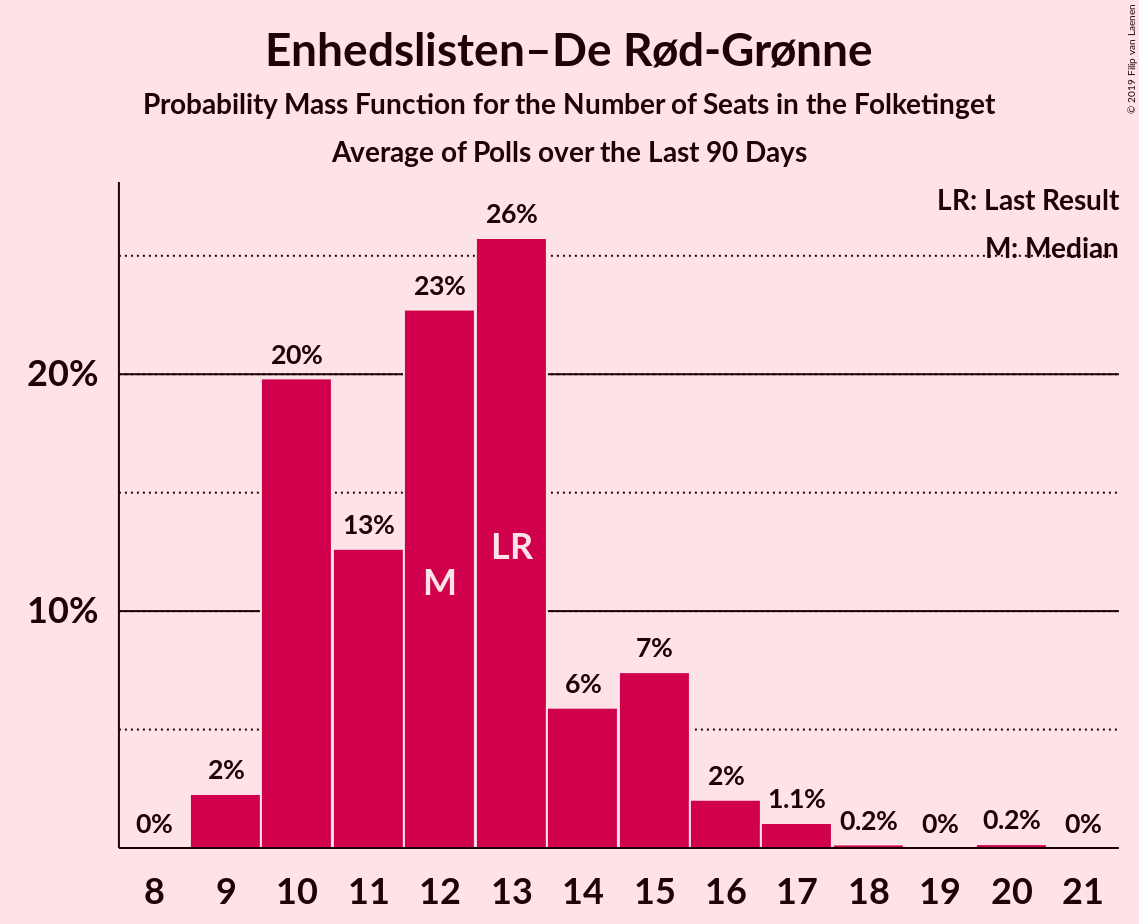 Enhedslisten–De Rød-Grønne
Probability Mass Function for the Number of Seats in the Folketinget
Average of Polls over the Last 90 Days
© 2019 Filip van Laenen
LR: Last Result
M: Median
26%
23%
20%
20%
13%
LR
M
10%
7%
6%
2%
2%
1.1%
0%
0.2%
0%
0.2%
0%
8 9 10 11 12 13 14 15 16 17 18 19 20 21